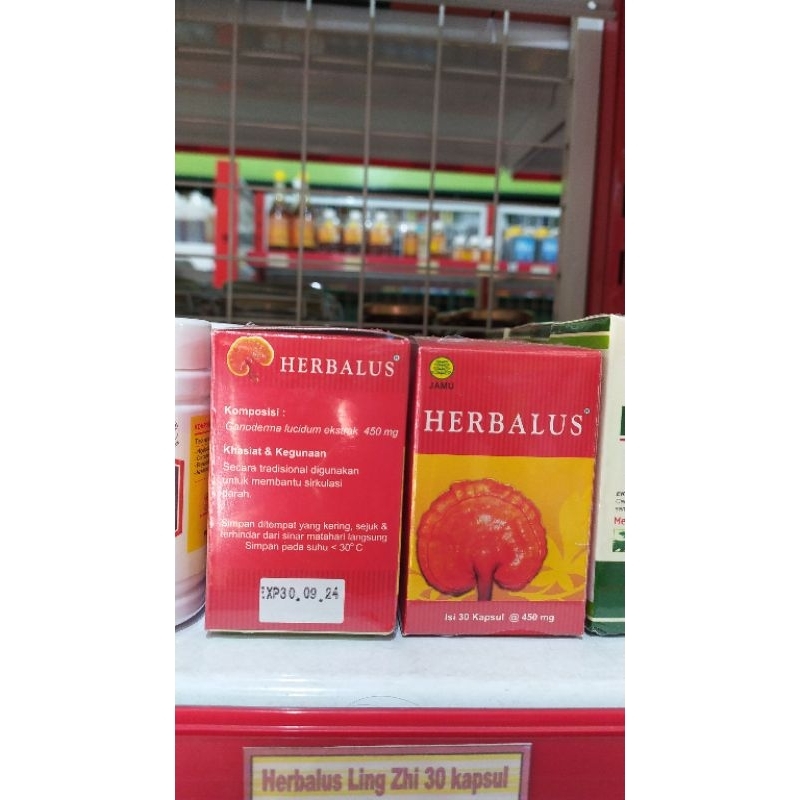 HERBALUS®
Komposisi :
Ganoderma lucidum ekstrak 450 mg
Khasiat & Kegunaan
Secara tradisional digunakan
untuk membantu sirkulasi
darah.
Simpan ditempat yang kering, sejuk &
terhindar dari sinar matahari langsung
Simpan pada suhu < 30°C
EXP30.09.24
JAMU
HERBALUS®
Isi 30 Kapsul @ 450 mg
Herbalus Ling Zhi 30 kapsul